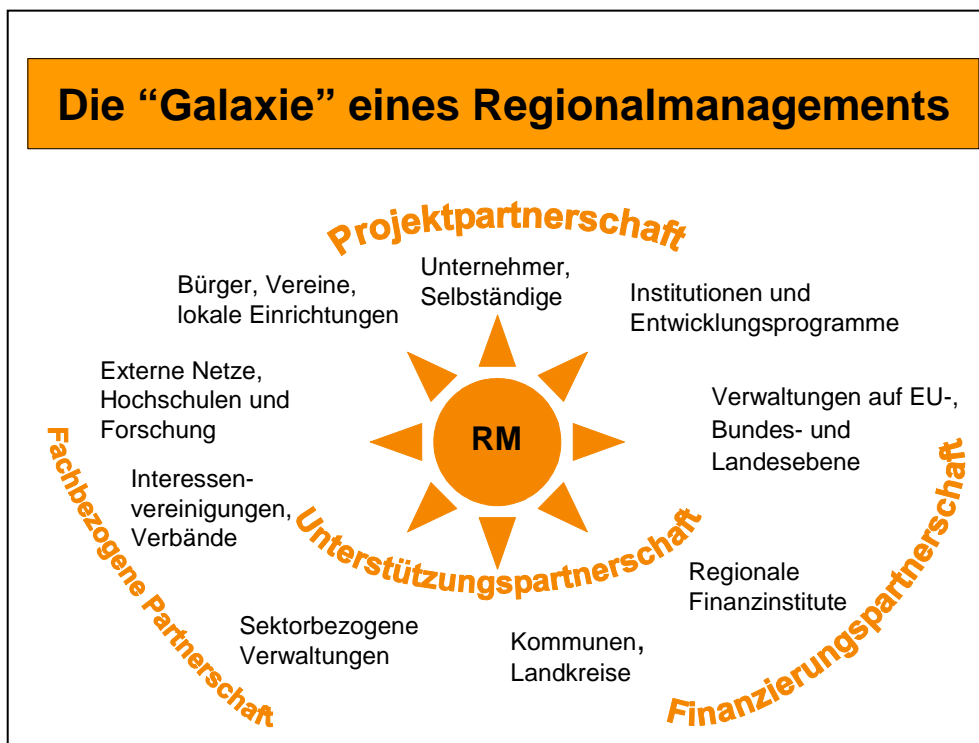 Die “Galaxie” eines Regionalmanagements
Projektpartnerschaft
Bürger, Vereine,
lokale Einrichtungen
Unternehmer,
Selbständige
Institutionen und
Entwicklungsprogramme
Externe Netze,
Hochschulen und
Forschung
RM
Verwaltungen auf EU-,
Bundes- und
Landesebene
Fachbezogene Partnerschaft
Interessen-
vereinigungen,
Verbände
Unterstützungspartnerschaft
Regionale
Finanzinstitute
Finanzierungspartnerschaft
Sektorbezogene
Verwaltungen
Kommunen,
Landkreise